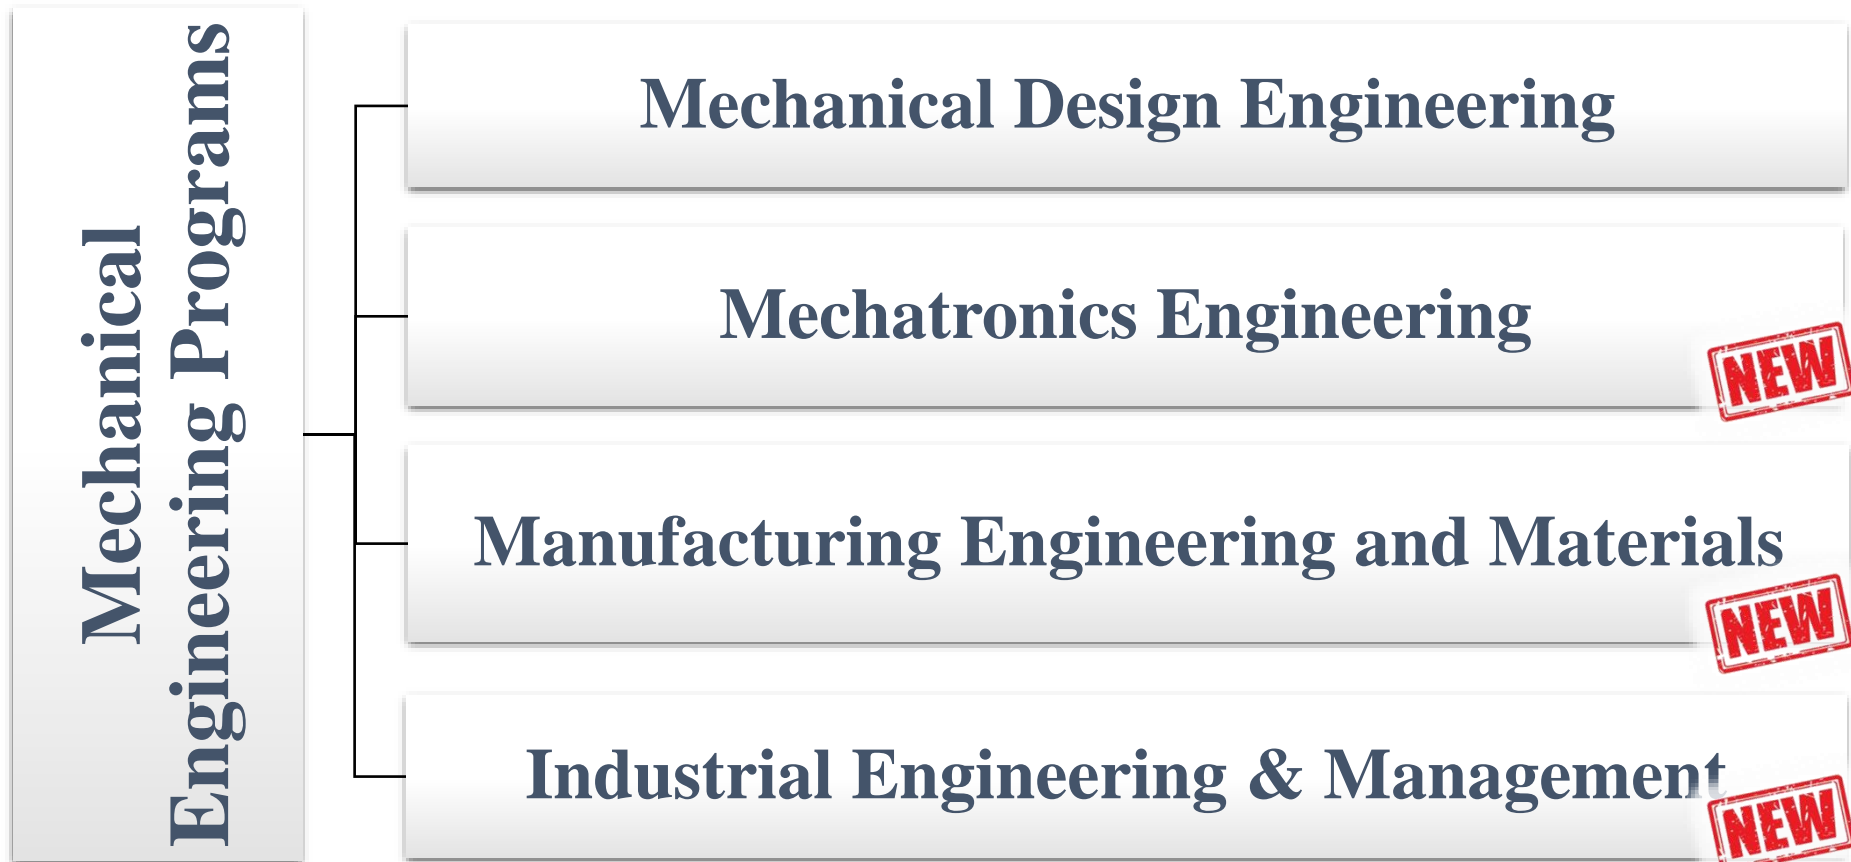 Mechanical
Engineering Programs
Mechanical Design Engineering
Mechatronics Engineering
NEW
Manufacturing Engineering and Materials
NEW
Industrial Engineering & Management
NEW